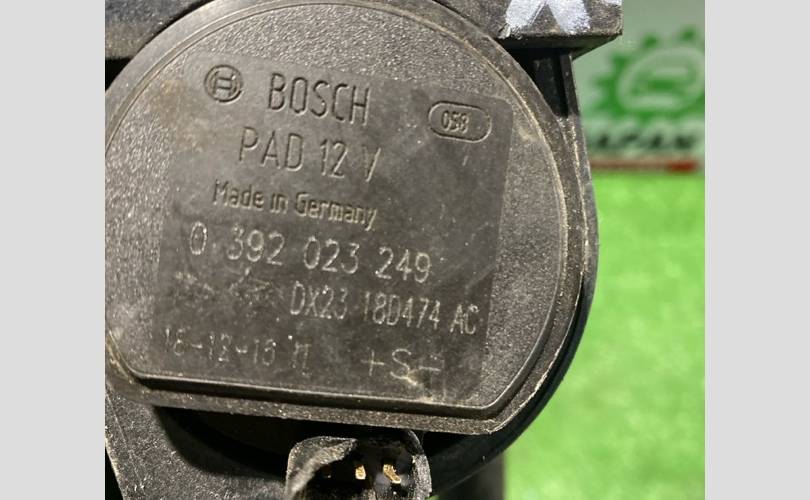 BOSCH
058
PAD 12 V
Made in Germany
0 392 023 249
DX23 18D474 AC
+S-